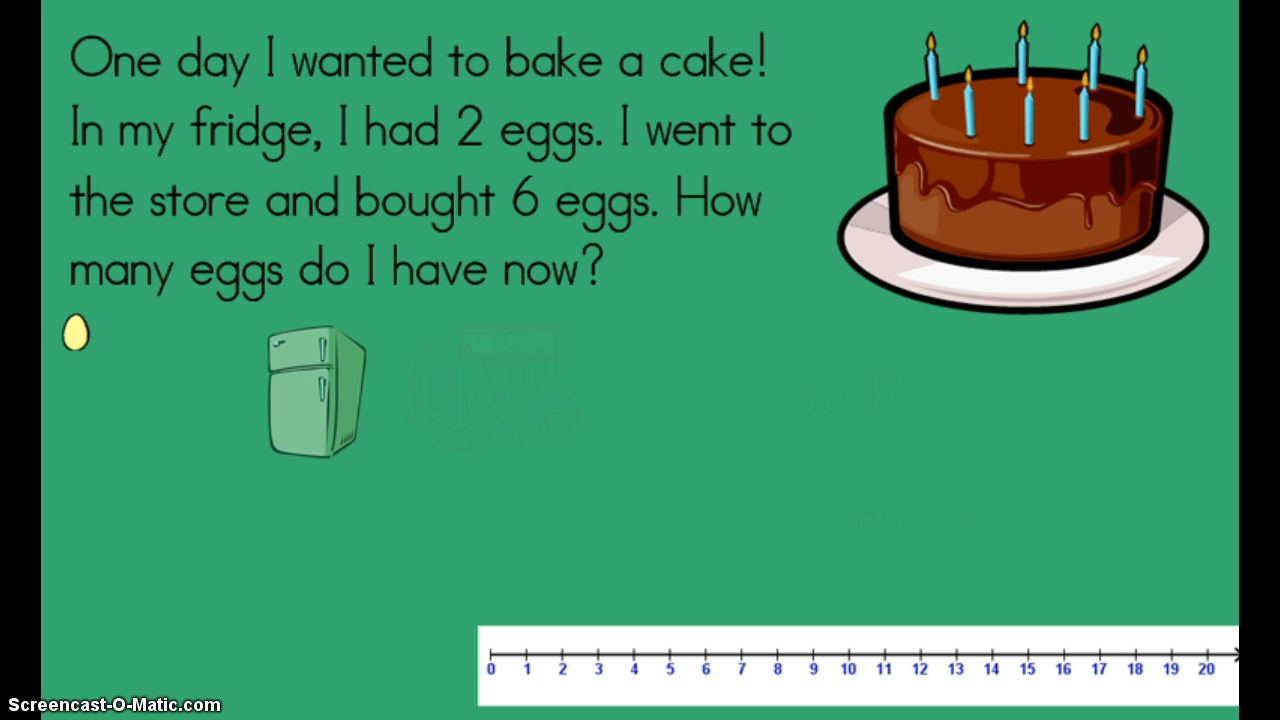 One day I wanted to bake a cake!
In my fridge, I had 2 eggs. I went to
the store and bought 6 eggs. How
many eggs do I have now?
add?
0 1 2 3 4 5 6 7 8 9 10 11 12 13 14 15 16 17 18 19 20
Screencast-O-Matic.com